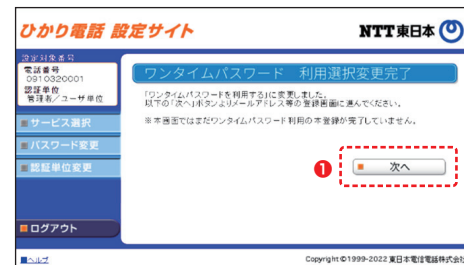 ひかり電話 設定サイト
NTT東日本
設定対象番号
電話番号
0910320001
認証単位
管理者/ユーザ単位
サービス選択
パスワード変更
認証単位変更
ログアウト
ヘルプ
ワンタイムパスワード 利用選択変更完了
「ワンタイムパスワードを利用する」に変更しました。
以下の「次へ」ボタンよりメールアドレス等の登録画面に進んでください。
※本画面ではまだワンタイムパスワード利用の本登録が完了していません。
1
次へ
Copyright © 1999-2022 東日本電信電話株式会社